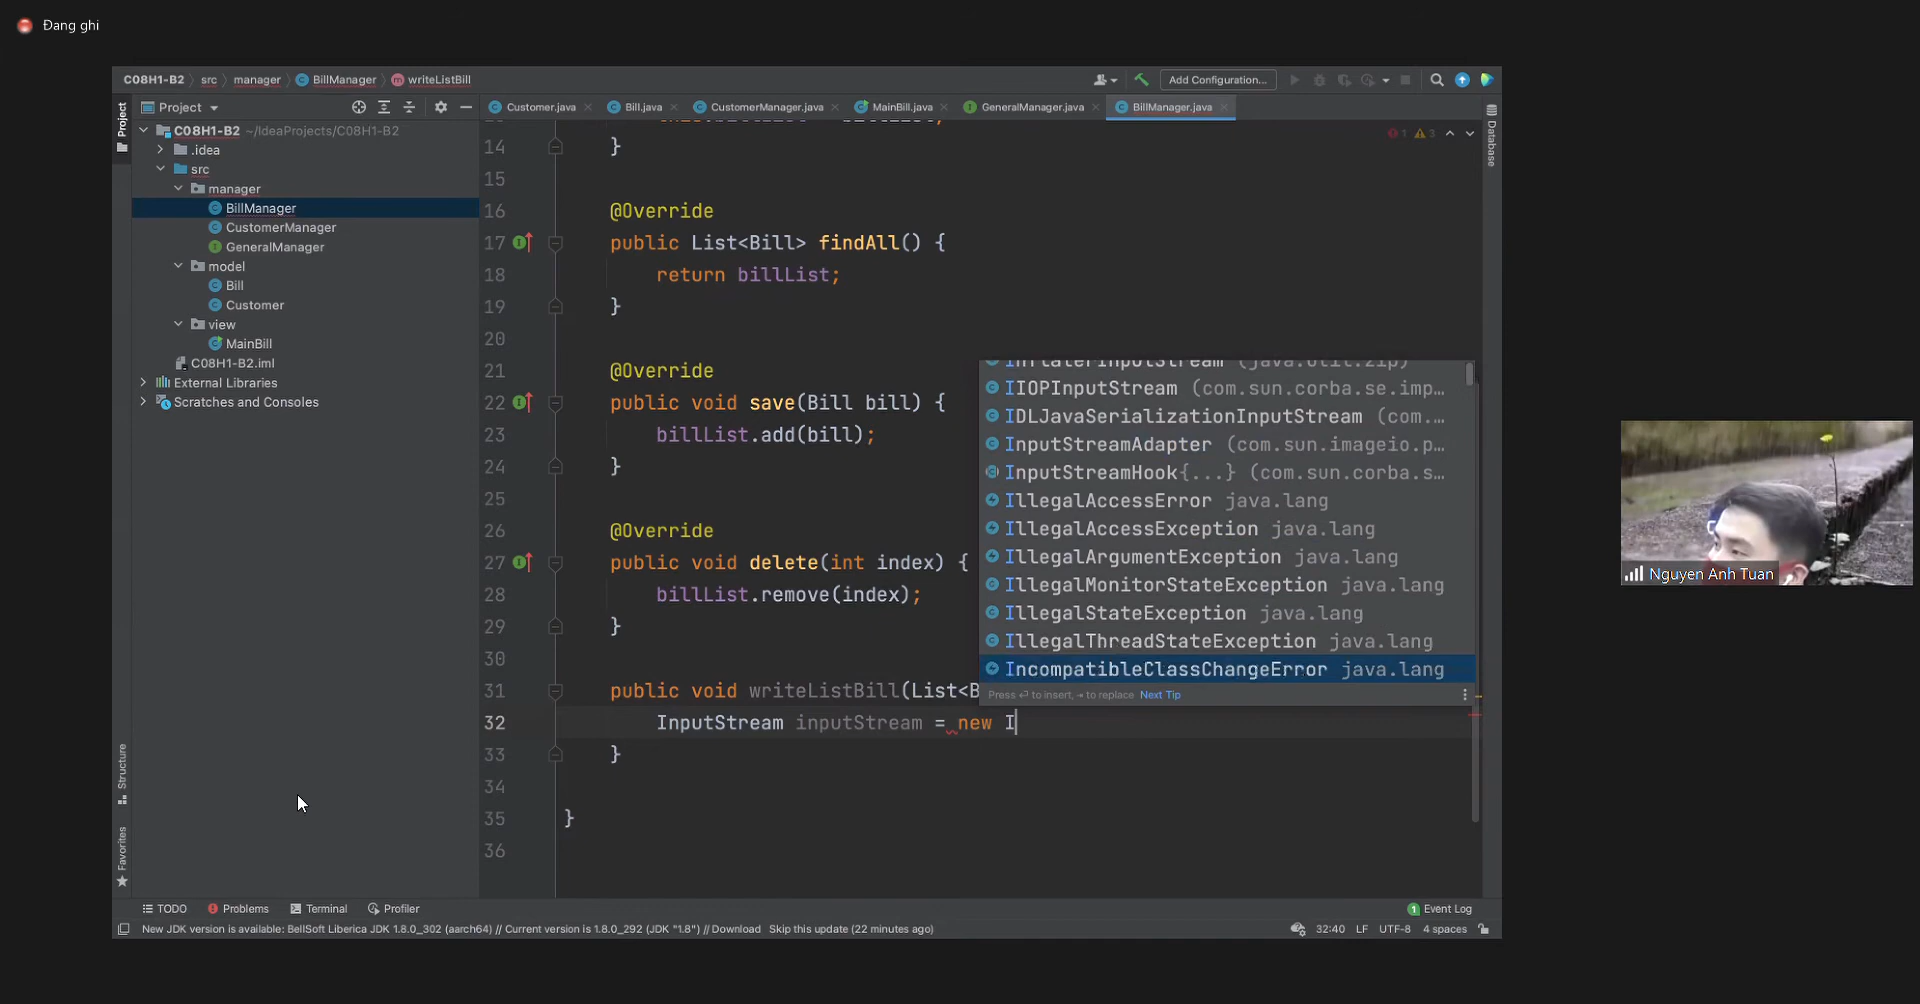 Đang ghi
C08H1-B2 src manager BillManager writeListBill
Add Configuration...
Project
Project
Customer.java
Bill.java
CustomerManager.java
MainBill.java
GeneralManager.java
BillManager.java
Database
C08H1-B2 ~/IdeaProjects/C08H1-B2
.idea
src
manager
BillManager
CustomerManager
GeneralManager
model
Bill
Customer
view
MainBill
C08H1-B2.iml
External Libraries
Scratches and Consoles
1 3
14 }
15
16 @Override
17 public List<Bill> findAll() {
18 return billList;
19 }
20
21 @Override
22 public void save(Bill bill) {
23 billList.add(bill);
24 }
25
26 @Override
27 public void delete(int index) {
28 billList.remove(index);
29 }
30
31 public void writeListBill(List<B
32 InputStream inputStream = new I
33 }
34
35 }
36
InflaterInputStream (java.util.zip)
IIOPInputStream (com.sun.corba.se.imp...
IDLJavaSerializationInputStream (com....
InputStreamAdapter (com.sun.imageio.p...
InputStreamHook{...} (com.sun.corba.s...
IllegalAccessError java.lang
IllegalAccessException java.lang
IllegalArgumentException java.lang
IllegalMonitorStateException java.lang
IllegalStateException java.lang
IllegalThreadStateException java.lang
IncompatibleClassChangeError java.lang
Press ⏎ to insert, ⇥ to replace Next Tip
Nguyen Anh Tuan
Structure
Favorites
TODO
Problems
Terminal
Profiler
1 Event Log
New JDK version is available: BellSoft Liberica JDK 1.8.0_302 (aarch64) // Current version is 1.8.0_292 (JDK "1.8") // Download Skip this update (22 minutes ago)
32:40 LF UTF-8 4 spaces